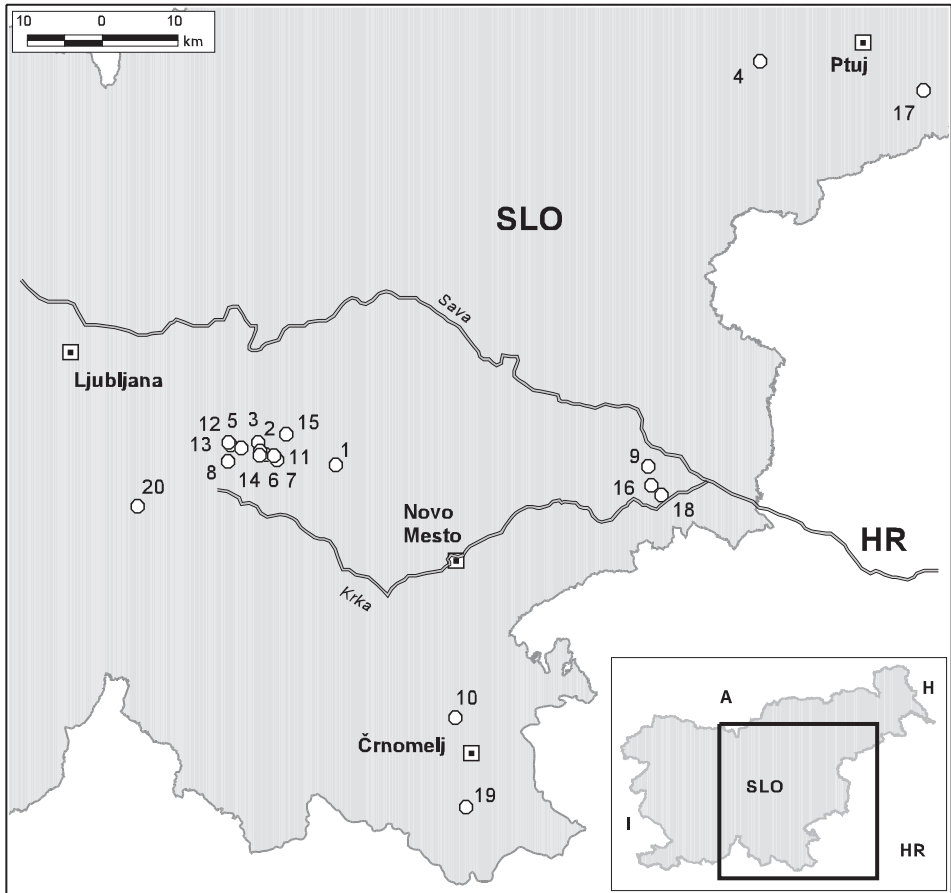 10 0 10
km
Ptuj
4
17
SLO
Sava
Ljubljana
12 5 3 2 15
13
8 14 6 11 7 1
20
9
16
18
Novo
Mesto
HR
Krka
10
Črnomelj
19
A
H
SLO
I
HR